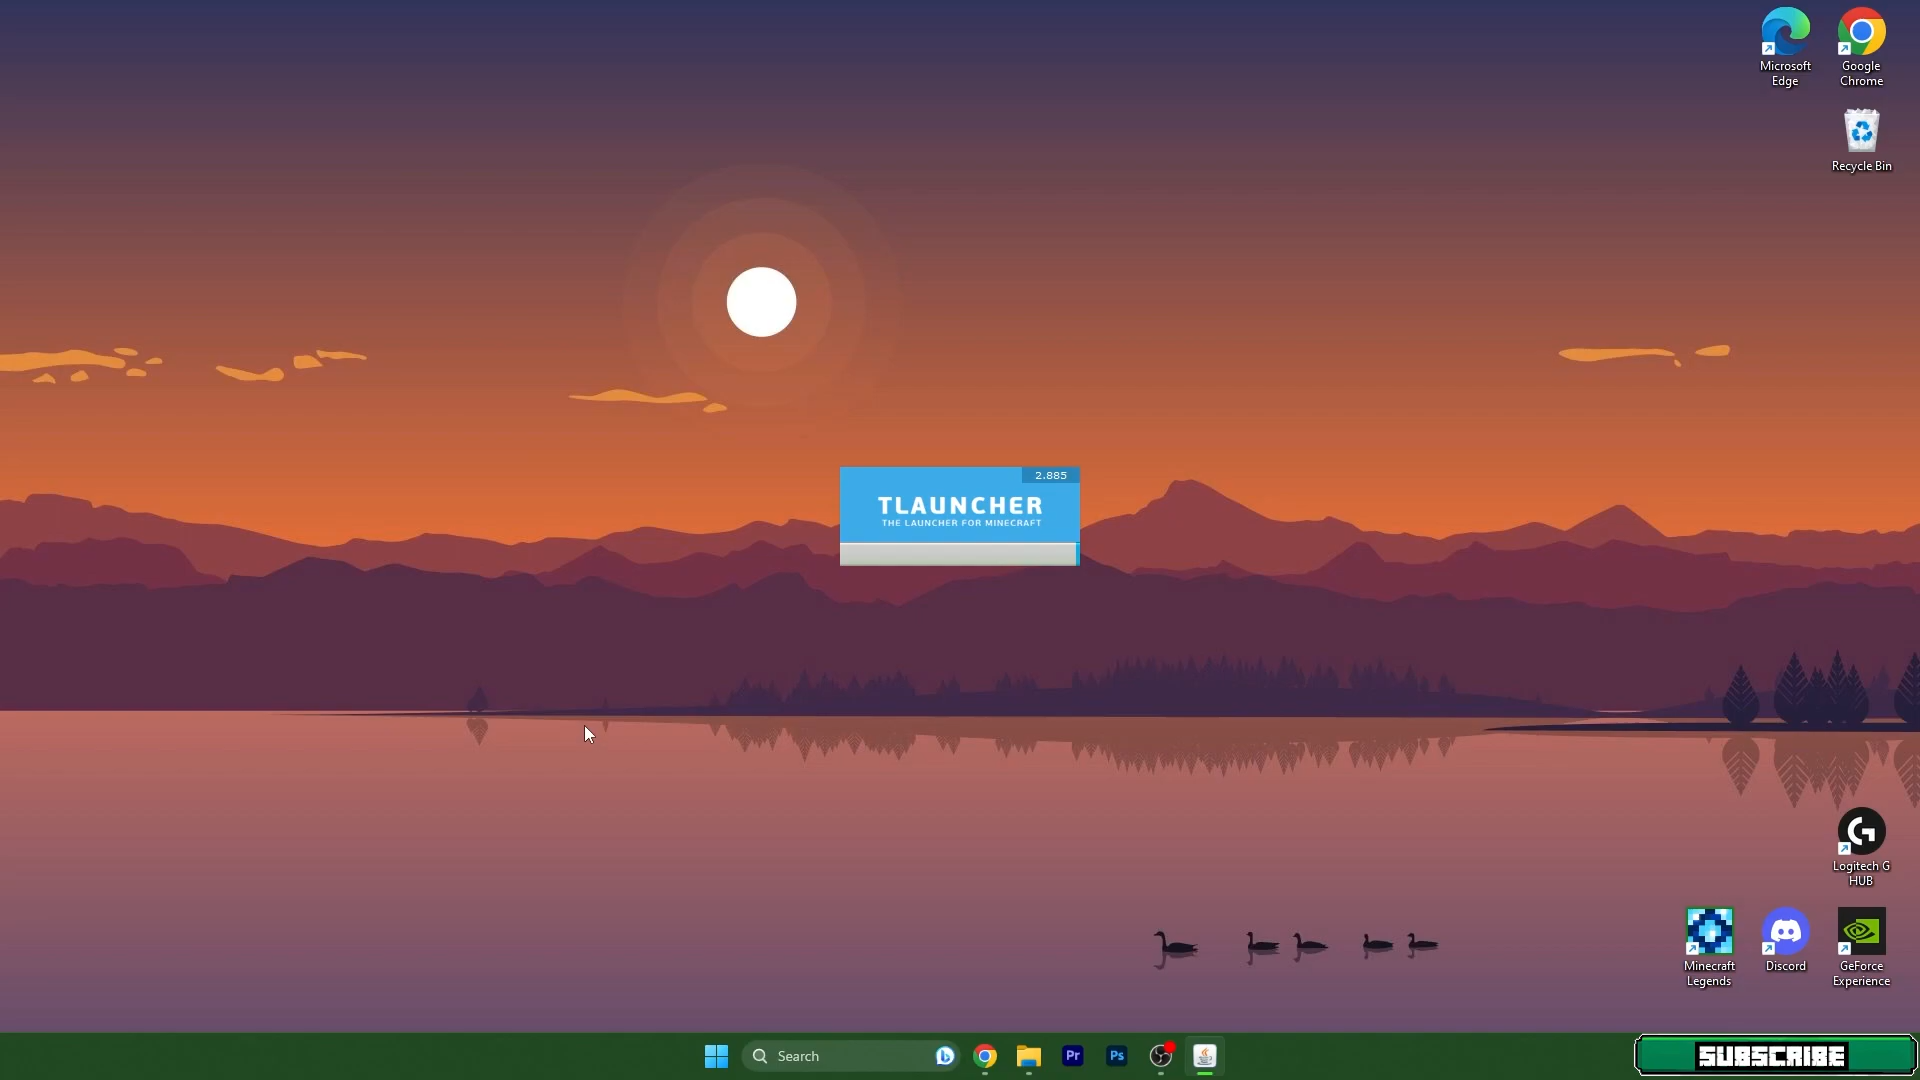 Microsoft
Edge
Google
Chrome
Recycle Bin
2.885
TLAUNCHER
THE LAUNCHER FOR MINECRAFT
Logitech G
HUB
Minecraft
Legends
Discord
GeForce
Experience
Search
Pr
Ps
SUBSCRIBE